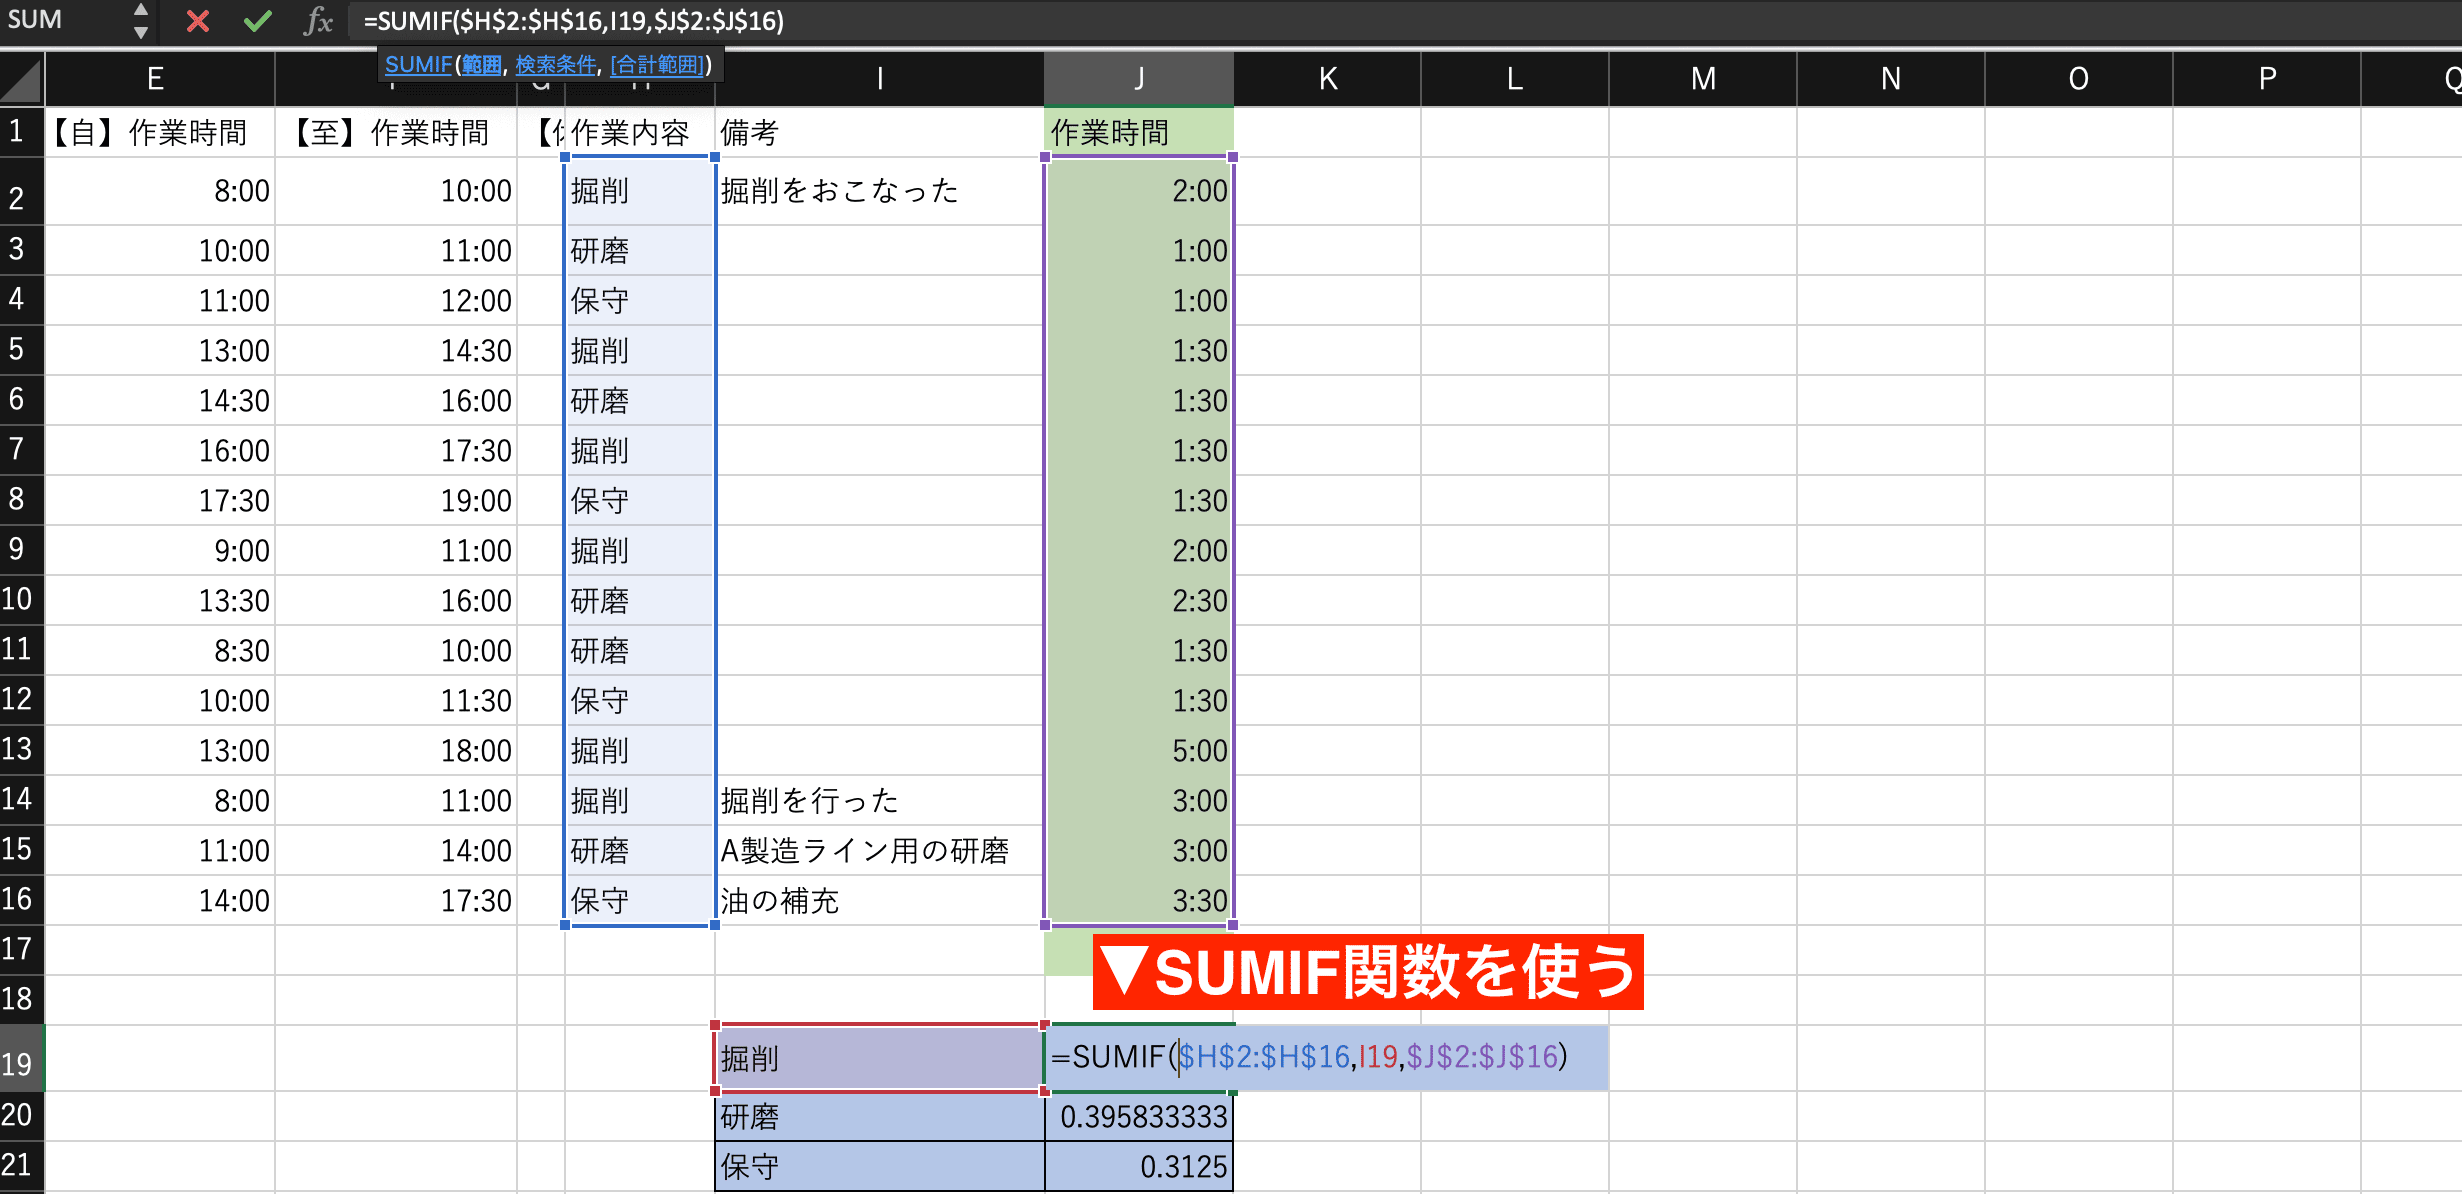 SUM fx =SUMIF($H$2:$H$16,I19,$J$2:$J$16)
SUMIF(範囲, 検索条件, [合計範囲])
E I J K L M N O P
1 【自】作業時間 【至】作業時間 作業内容 備考 作業時間
2 8:00 10:00 掘削 掘削をおこなった 2:00
3 10:00 11:00 研磨 1:00
4 11:00 12:00 保守 1:00
5 13:00 14:30 掘削 1:30
6 14:30 16:00 研磨 1:30
7 16:00 17:30 掘削 1:30
8 17:30 19:00 保守 1:30
9 9:00 11:00 掘削 2:00
10 13:30 16:00 研磨 2:30
11 8:30 10:00 研磨 1:30
12 10:00 11:30 保守 1:30
13 13:00 18:00 掘削 5:00
14 8:00 11:00 掘削 掘削を行った 3:00
15 11:00 14:00 研磨 A製造ライン用の研磨 3:00
16 14:00 17:30 保守 油の補充 3:30
17
▼SUMIF関数を使う
18
19 掘削 =SUMIF($H$2:$H$16,I19,$J$2:$J$16)
20 研磨 0.395833333
21 保守 0.3125